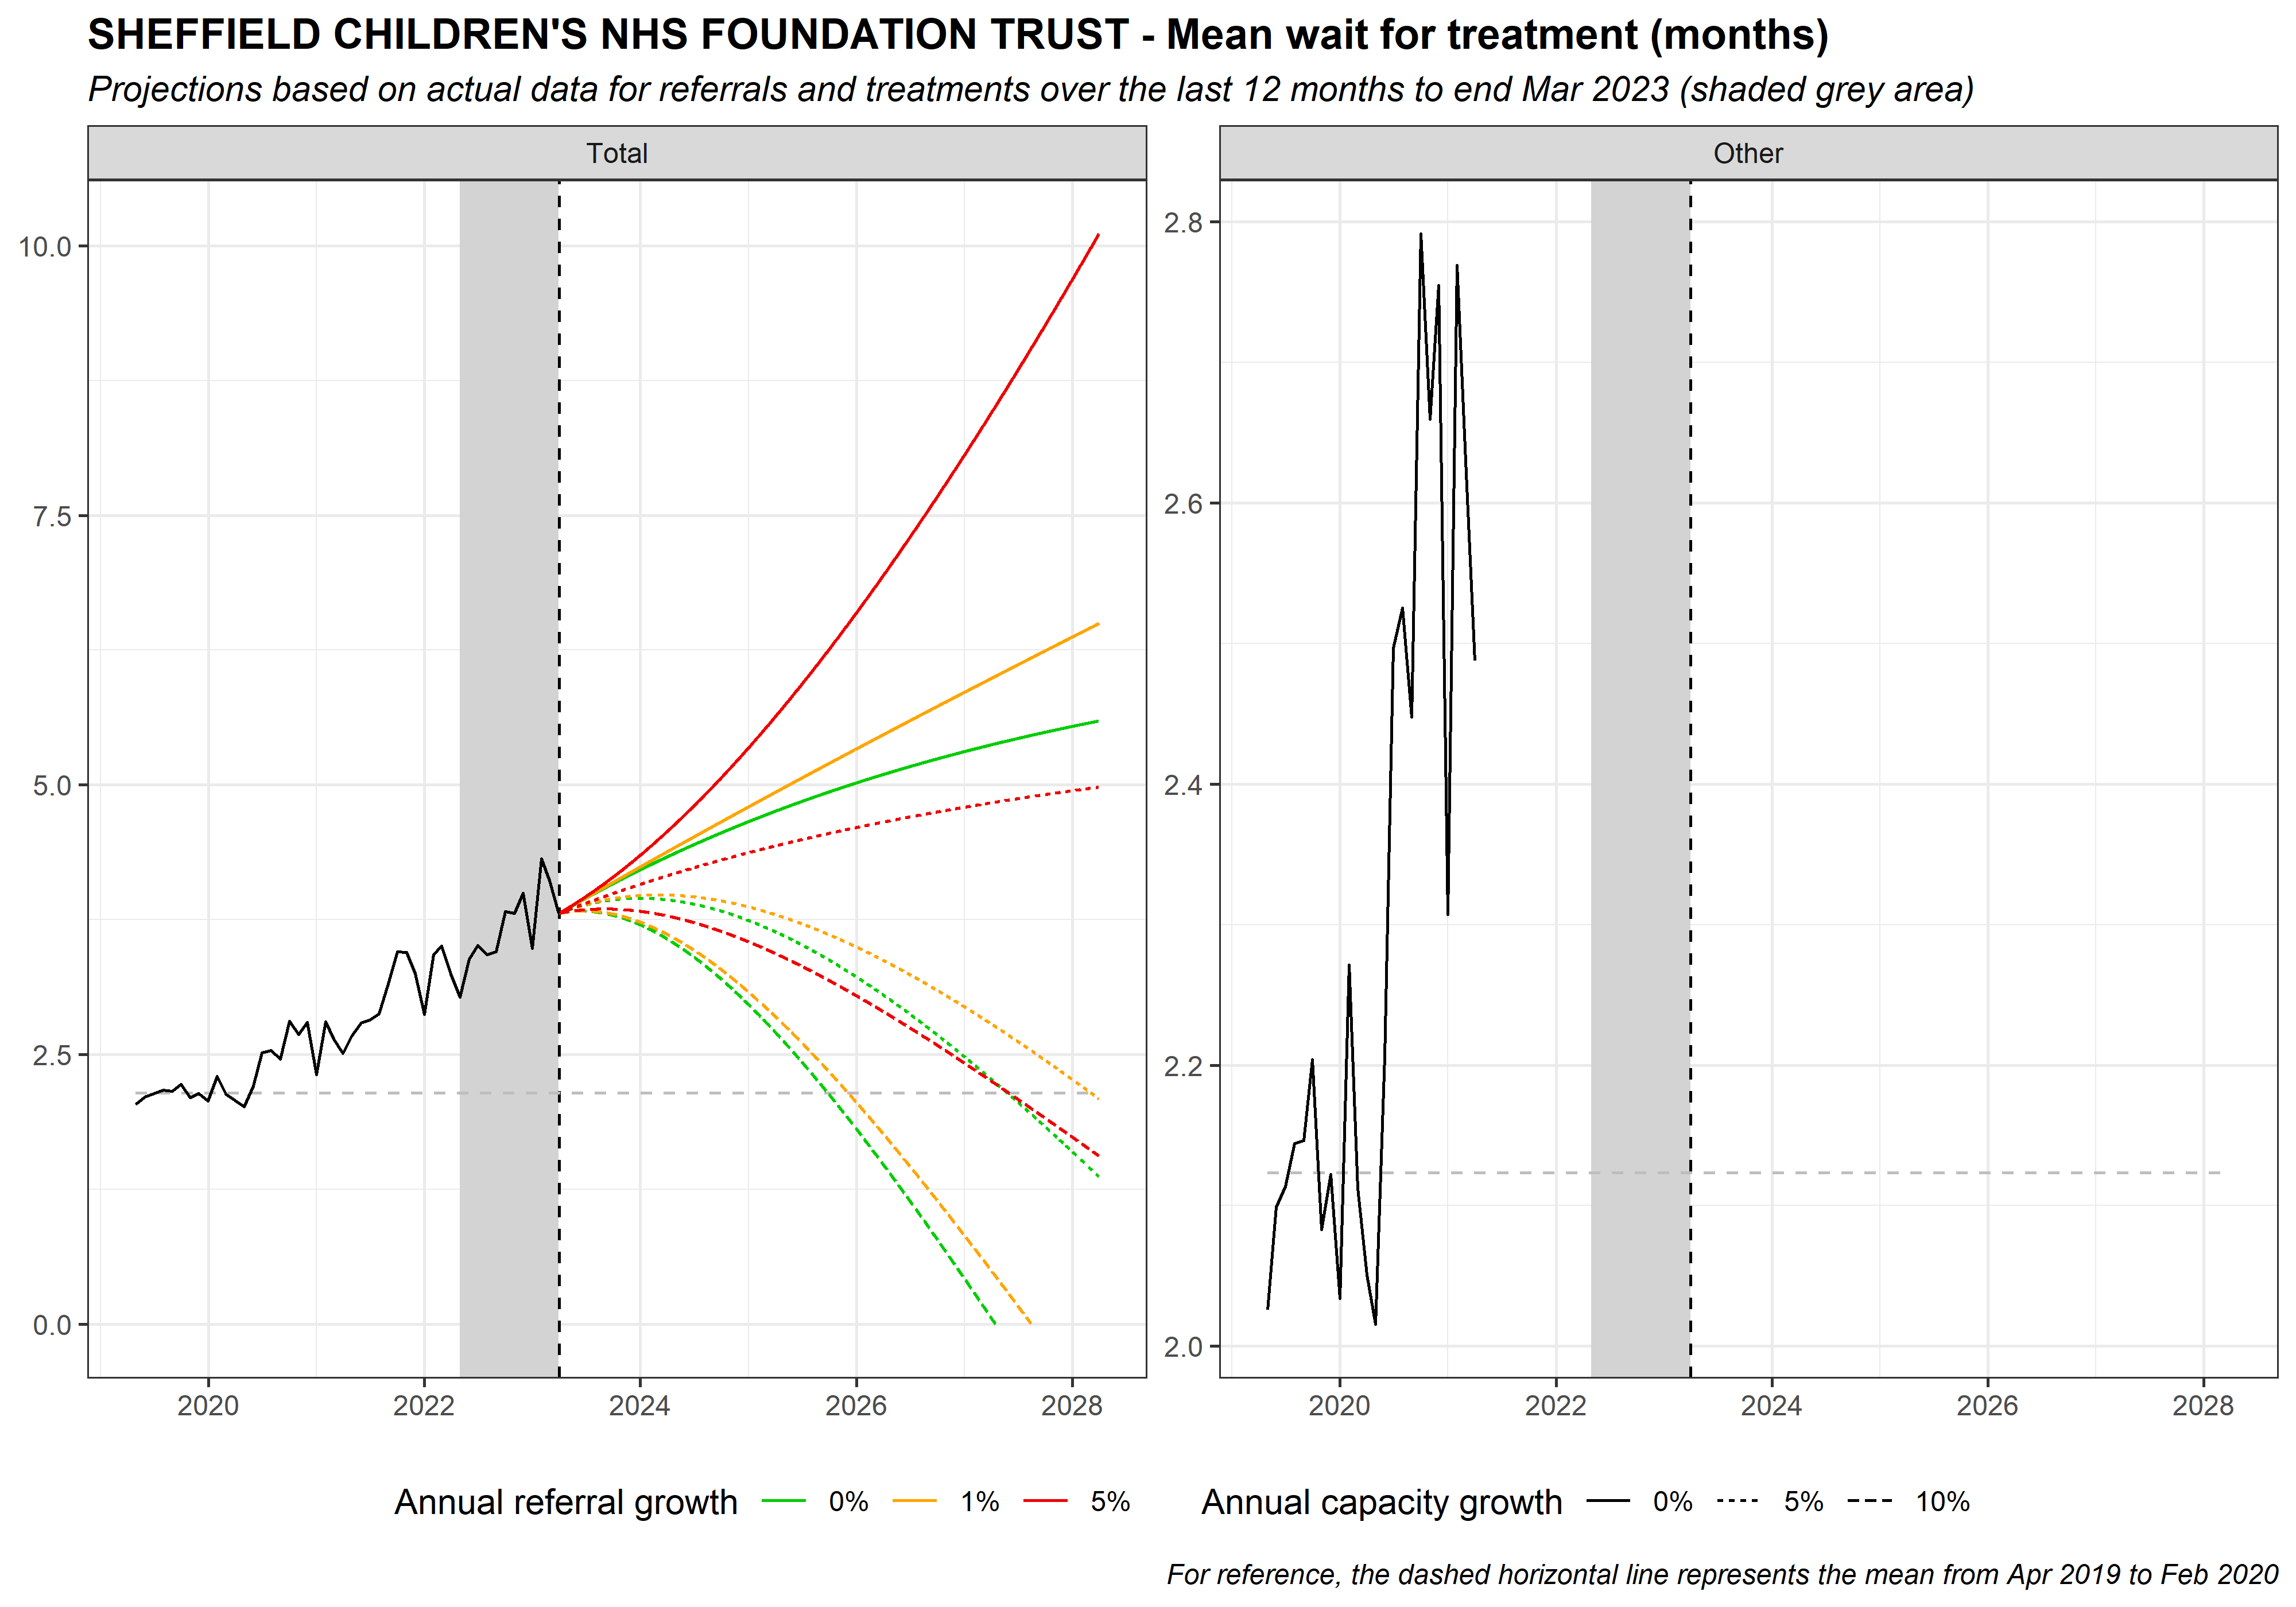 SHEFFIELD CHILDREN'S NHS FOUNDATION TRUST - Mean wait for treatment (months)
Projections based on actual data for referrals and treatments over the last 12 months to end Mar 2023 (shaded grey area)
Total
10.0
7.5
5.0
2.5
0.0
2020 2022 2024 2026 2028
Other
2.8
2.6
2.4
2.2
2.0
2020 2022 2024 2026 2028
Annual referral growth 0% 1% 5%
Annual capacity growth 0% 5% 10%
For reference, the dashed horizontal line represents the mean from Apr 2019 to Feb 2020